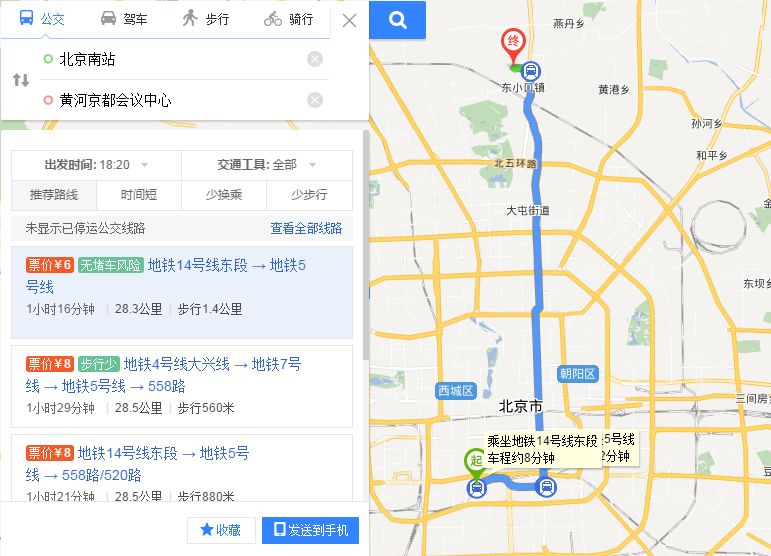 公交
驾车
步行
骑行
北京南站
黄河京都会议中心
出发时间: 18:20
交通工具: 全部
推荐路线
时间短
少换乘
少步行
未显示已停运公交线路
查看全部线路
票价¥6 无堵车风险 地铁14号线东段 → 地铁5
号线
1小时16分钟 | 28.3公里 | 步行1.4公里
票价¥8 步行少 地铁4号线大兴线 → 地铁7号
线 → 地铁5号线 → 558路
1小时29分钟 | 28.5公里 | 步行560米
票价¥8 地铁14号线东段 → 地铁5号
线 → 558路/520路
1小时21分钟 | 28.5公里 | 步行880米
收藏
发送到手机
燕丹乡
终
东小口镇
黄港乡
孙河乡
和平乡
北五环路
大屯街道
东坝乡
朝阳区
西城区
北京市
三间房
起
乘坐地铁14号线东段
车程约8分钟
5号线
2分钟